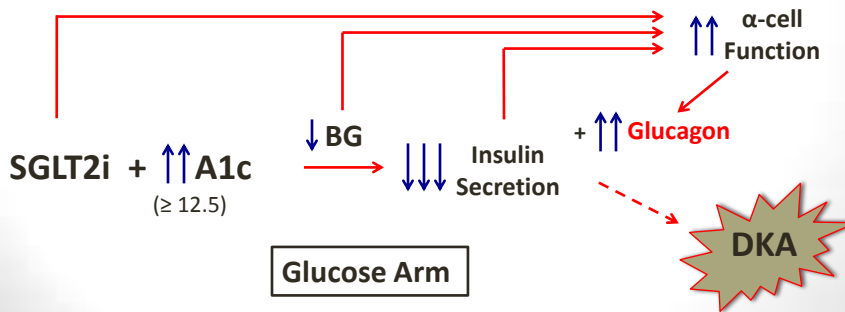 α-cell
Function
↑↑
↓ BG
+ ↑↑ Glucagon
SGLT2i + ↑↑ A1c
(≥ 12.5)
↓↓↓ Insulin
Secretion
DKA
Glucose Arm